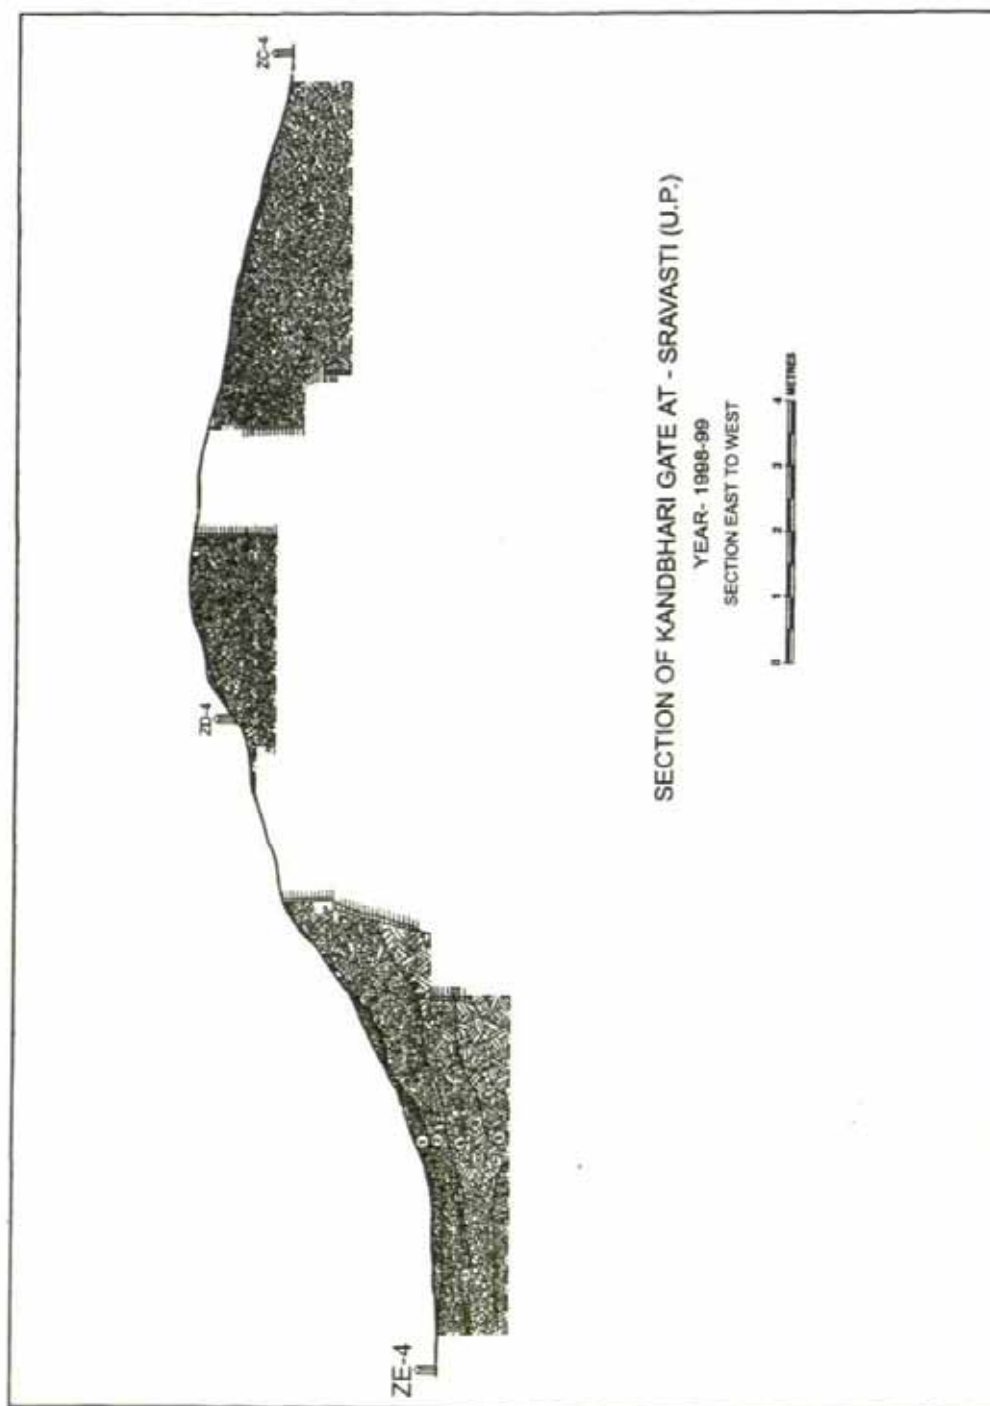 ZE-4
ZD-4
ZC-4
SECTION OF KANDBHARI GATE AT - SRAVASTI (U.P.)
YEAR- 1998-99
SECTION EAST TO WEST
0 1 2 3 4
METRES